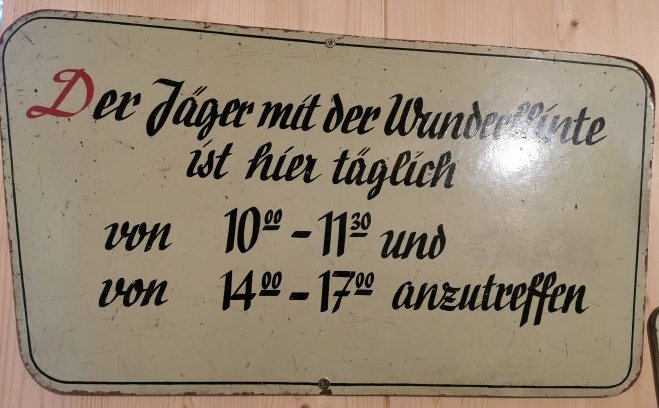 Der Jäger mit der Wunderflinte
ist hier täglich
von 10⁰⁰ - 11³⁰ und
von 14⁰⁰ - 17⁰⁰ anzutreffen